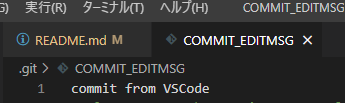 実行(R) ターミナル(T) ヘルプ(H) COMMIT_EDITMSG
README.md M COMMIT_EDITMSG ×
.git > COMMIT_EDITMSG
1 commit from VSCode